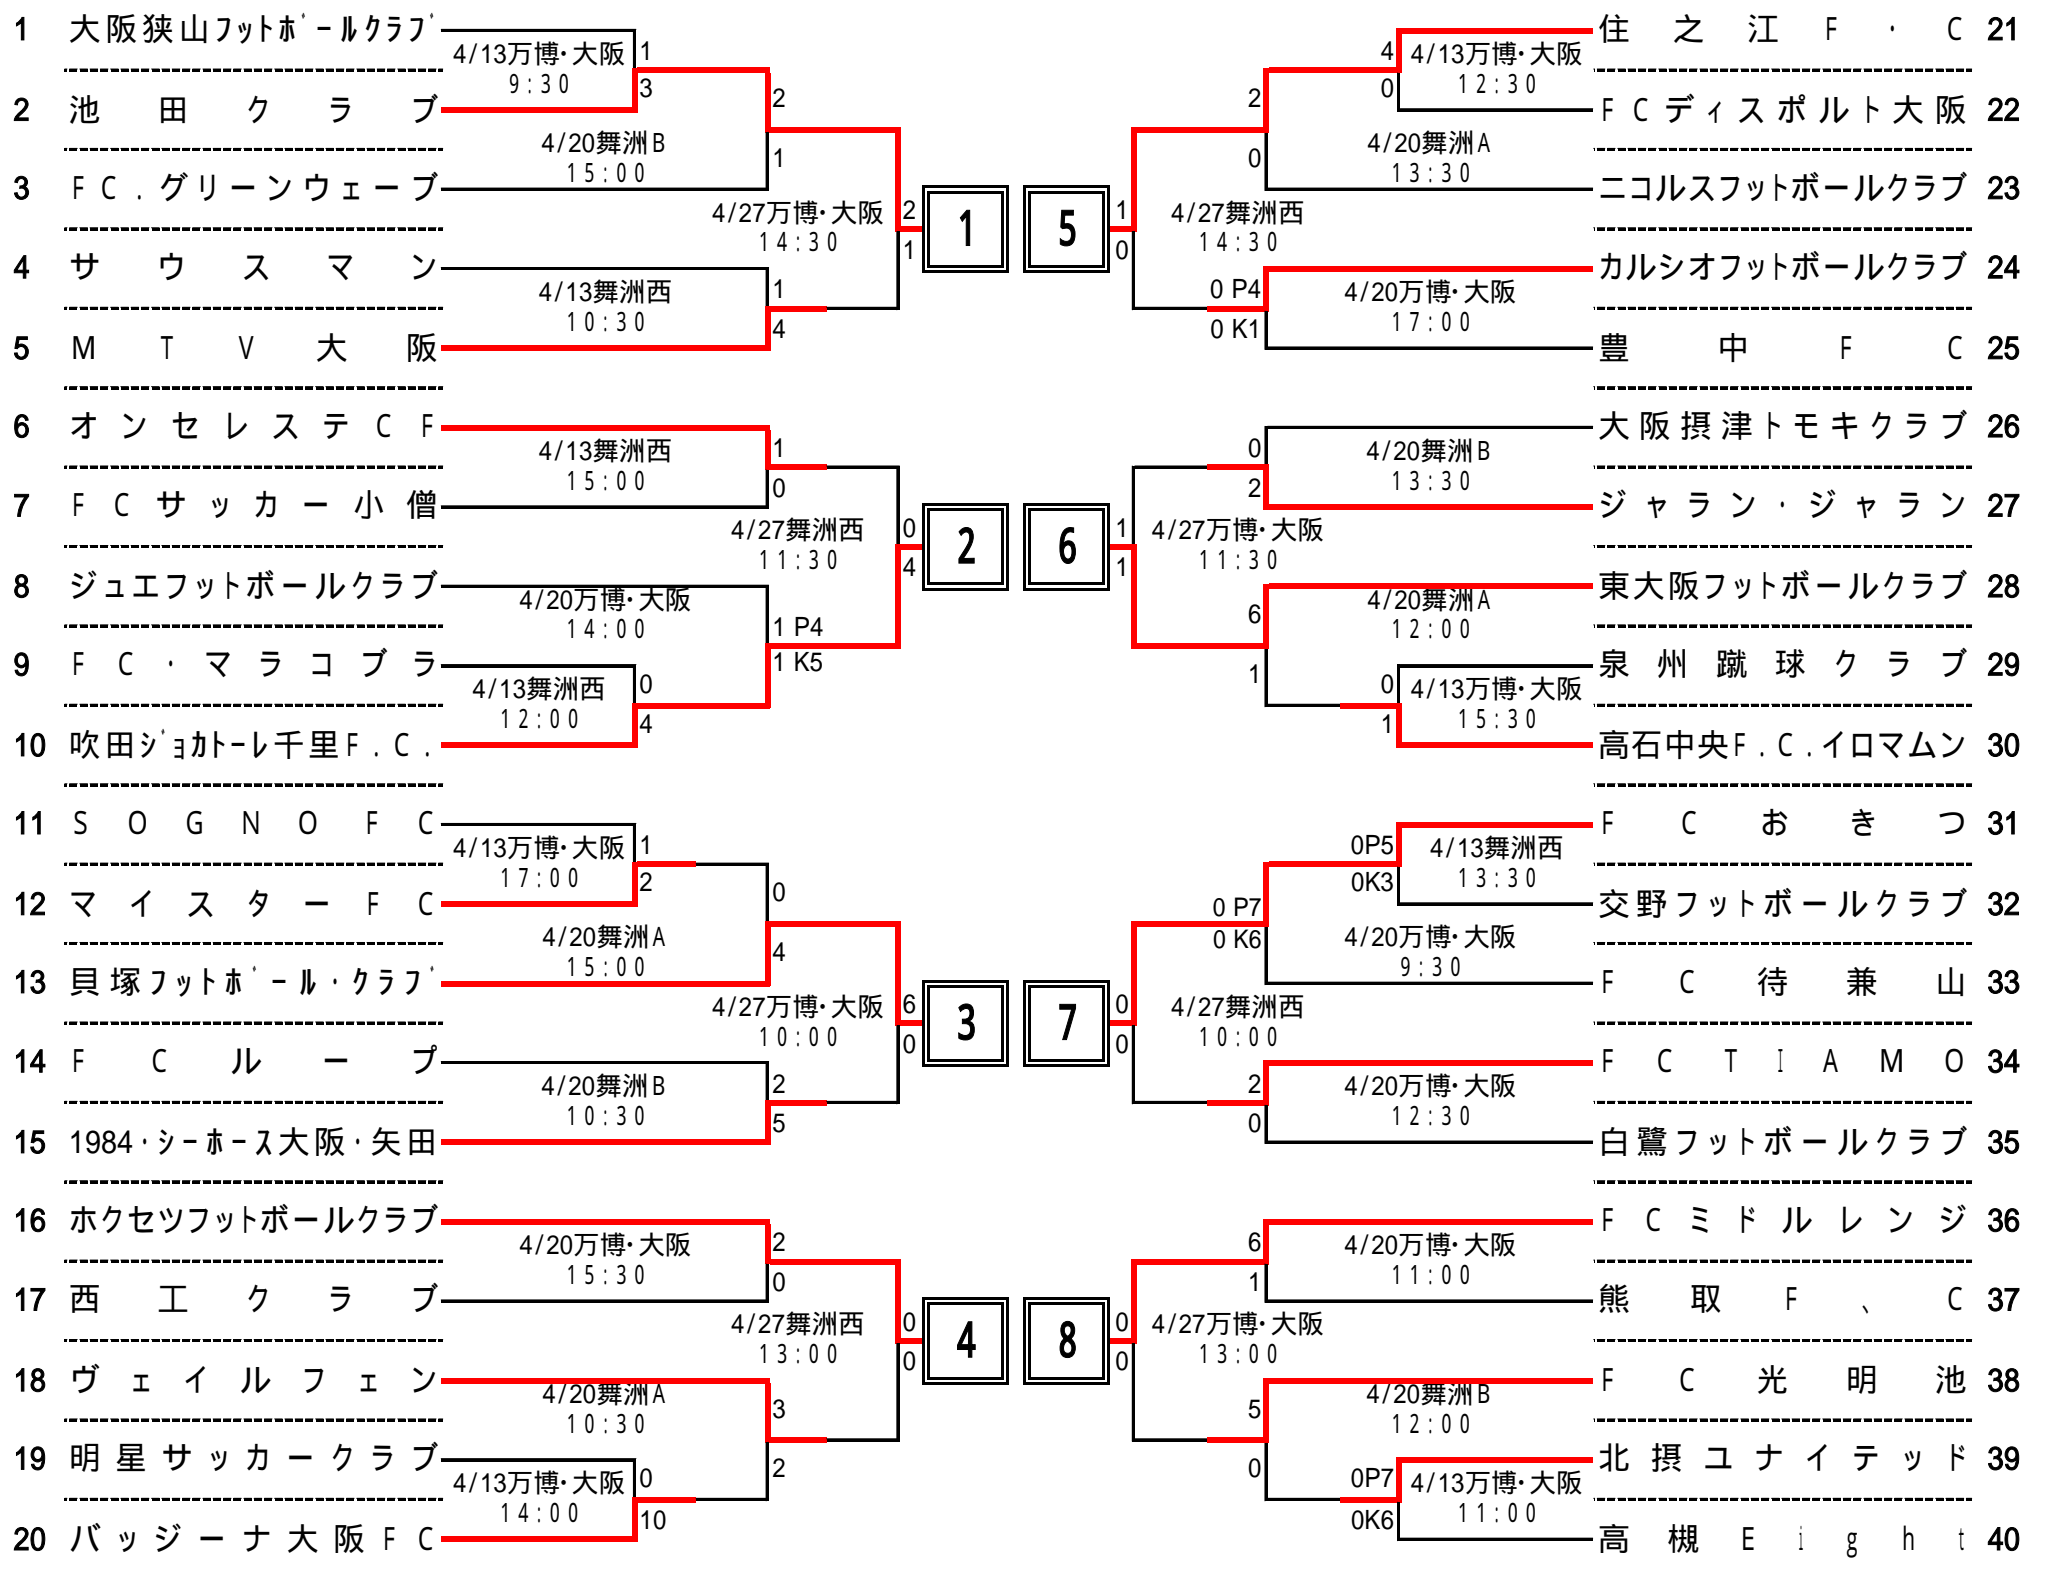 1 大阪狭山フットボールクラブ
4/13万博・大阪
9:30
1
3
2 池田クラブ
2
4/20舞洲B
15:00
1
3 FC.グリーンウェーブ
4/27万博・大阪
14:30
2
1
1
4 サウスマン
4/13舞洲西
10:30
1
4
5 MTV大阪
6 オンセレステCF
4/13舞洲西
15:00
1
0
7 FCサッカー小僧
4/27舞洲西
11:30
0
4
2
8 ジュエフットボールクラブ
4/20万博・大阪
14:00
1 P4
1 K5
9 FC・マラコブラ
4/13舞洲西
12:00
0
4
10 吹田ジョカトーレ千里F.C.
11 SOGNO FC
4/13万博・大阪
17:00
1
2
12 マイスターFC
0
4/20舞洲A
15:00
4
13 貝塚フットボール・クラブ
4/27万博・大阪
10:00
6
0
3
14 FCループ
4/20舞洲B
10:30
2
5
15 1984・シーホース大阪・矢田
16 ホクセツフットボールクラブ
4/20万博・大阪
15:30
2
0
17 西工クラブ
4/27舞洲西
13:00
0
0
4
18 ヴェイルフェン
4/20舞洲A
10:30
3
2
19 明星サッカークラブ
4/13万博・大阪
14:00
0
10
20 バッジーナ大阪FC
住之江F・C 21
4
0
4/13万博・大阪
12:30
FCディスポルト大阪 22
2
0
4/20舞洲A
13:30
ニコルスフットボールクラブ 23
5
1
0
4/27舞洲西
14:30
カルシオフットボールクラブ 24
0 P4
0 K1
4/20万博・大阪
17:00
豊中FC 25
大阪摂津トモキクラブ 26
0
2
4/20舞洲B
13:30
ジャラン・ジャラン 27
6
1
1
4/27万博・大阪
11:30
東大阪フットボールクラブ 28
4/20舞洲A
12:00
6
1
泉州蹴球クラブ 29
0
1
4/13万博・大阪
15:30
高石中央F.C.イロマムン 30
FCおきつ 31
0P5
0K3
4/13舞洲西
13:30
交野フットボールクラブ 32
0 P7
0 K6
4/20万博・大阪
9:30
FC待兼山 33
7
0
0
4/27舞洲西
10:00
FCTIAMO 34
2
0
4/20万博・大阪
12:30
白鷺フットボールクラブ 35
FCミドルレンジ 36
6
1
4/20万博・大阪
11:00
熊取F、C 37
8
0
0
4/27万博・大阪
13:00
FC光明池 38
4/20舞洲B
12:00
5
0
北摂ユナイテッド 39
0P7
0K6
4/13万博・大阪
11:00
高槻Eight 40